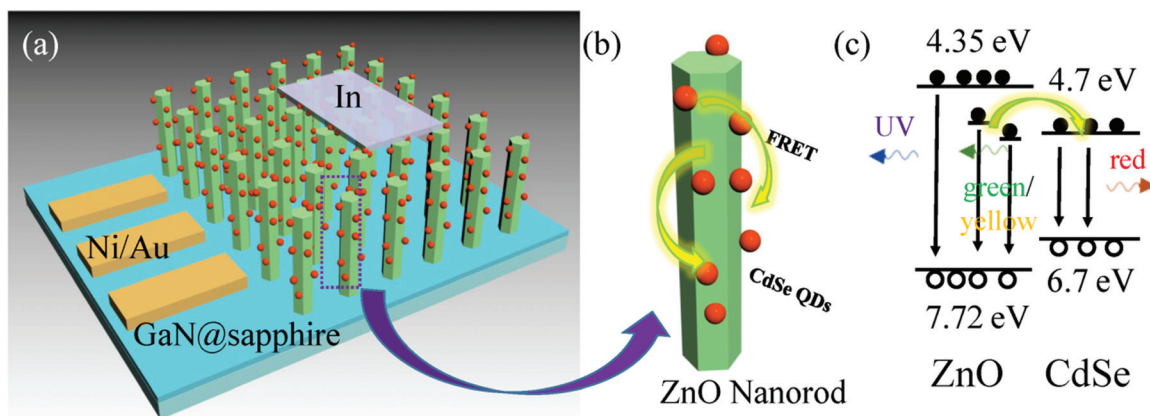 (a)
In
Ni/Au
GaN@sapphire
(b)
FRET
CdSe QDs
ZnO Nanorod
(c)
4.35 eV
4.7 eV
UV
red
green/
yellow
6.7 eV
7.72 eV
ZnO CdSe